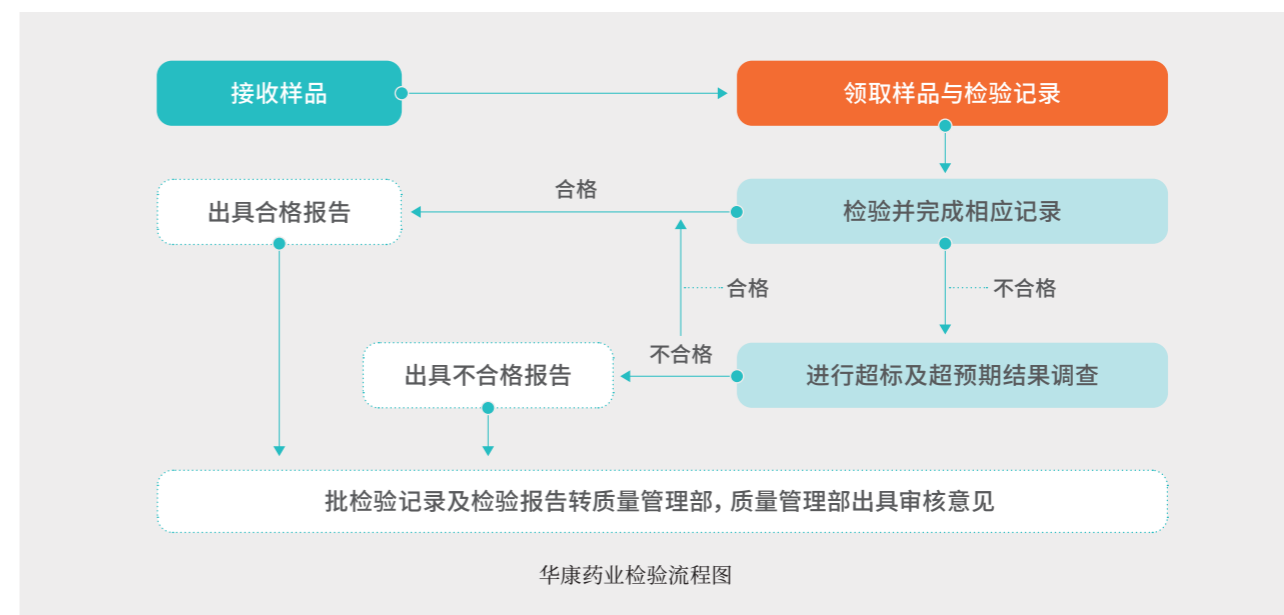 接收样品
领取样品与检验记录
合格
出具合格报告
检验并完成相应记录
合格
不合格
不合格
出具不合格报告
进行超标及超预期结果调查
批检验记录及检验报告转质量管理部，质量管理部出具审核意见
华康药业检验流程图